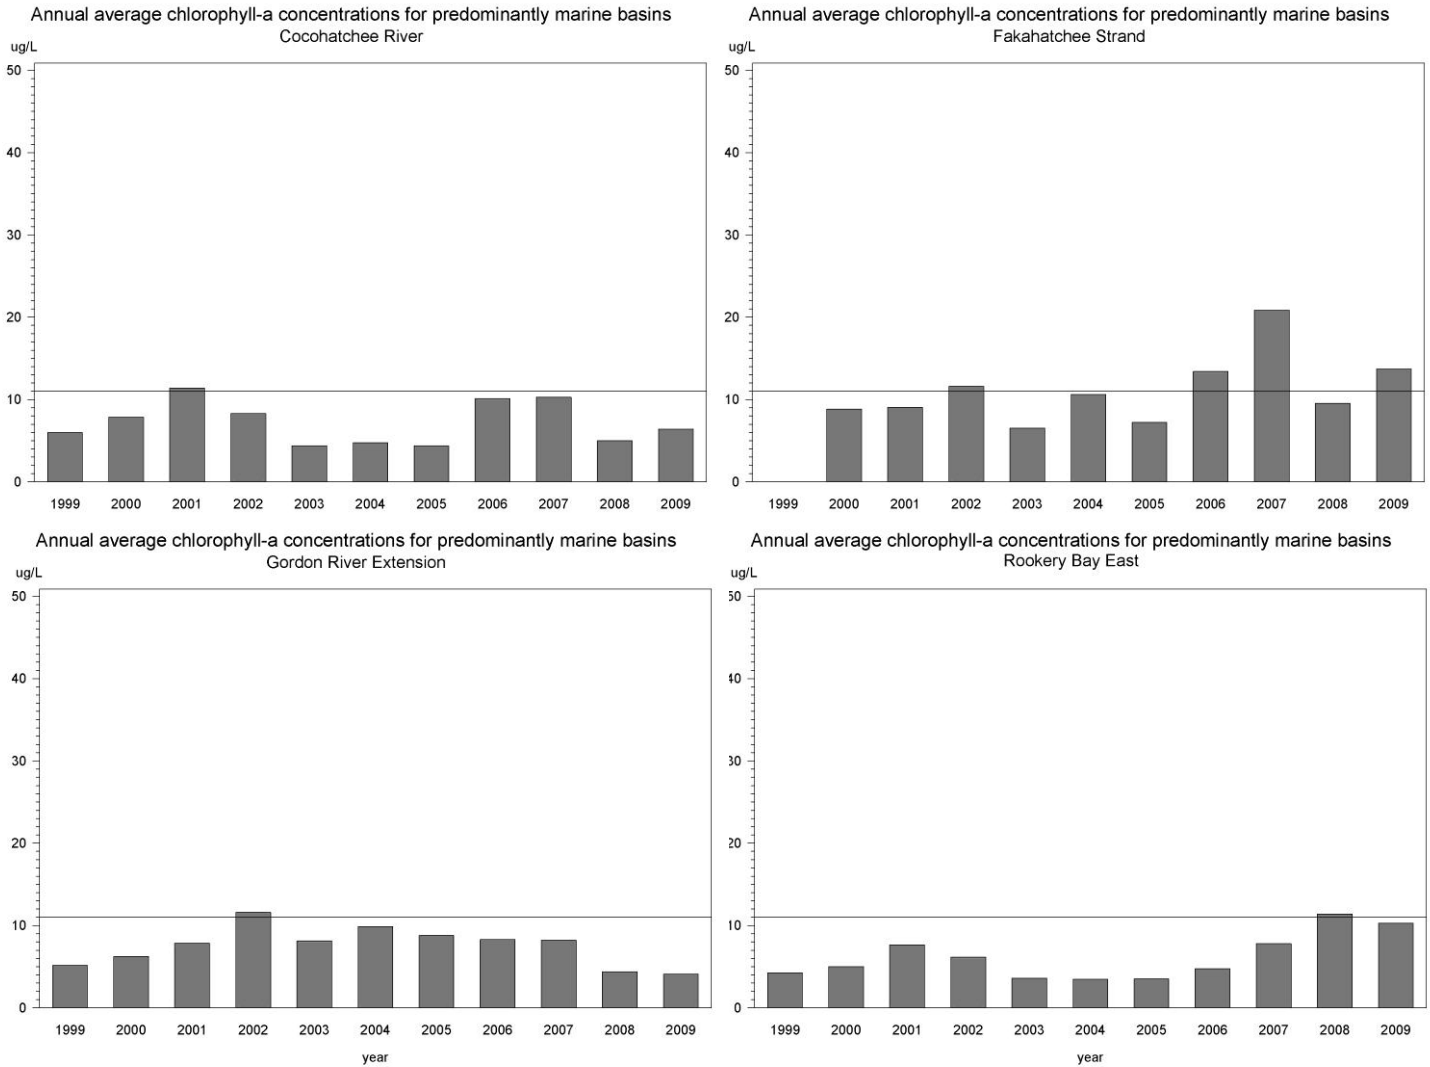 Annual average chlorophyll-a concentrations for predominantly marine basins
Cocohatchee River
ug/L
50
40
30
20
10
0
1999 2000 2001 2002 2003 2004 2005 2006 2007 2008 2009
Annual average chlorophyll-a concentrations for predominantly marine basins
Fakahatchee Strand
ug/L
50
40
30
20
10
0
1999 2000 2001 2002 2003 2004 2005 2006 2007 2008 2009
Annual average chlorophyll-a concentrations for predominantly marine basins
Gordon River Extension
ug/L
50
40
30
20
10
0
1999 2000 2001 2002 2003 2004 2005 2006 2007 2008 2009
year
Annual average chlorophyll-a concentrations for predominantly marine basins
Rookery Bay East
ug/L
50
40
30
20
10
0
1999 2000 2001 2002 2003 2004 2005 2006 2007 2008 2009
year